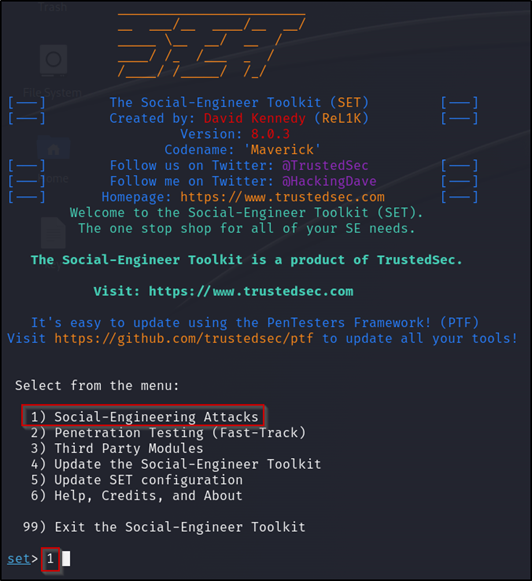 Trash
SET
File System
[---] The Social-Engineer Toolkit (SET) [---]
[---] Created by: David Kennedy (ReL1K) [---]
Version: 8.0.3
Codename: 'Maverick'
[---] Follow us on Twitter: @TrustedSec [---]
[---] Follow me on Twitter: @HackingDave [---]
[---] Homepage: https://www.trustedsec.com [---]
Welcome to the Social-Engineer Toolkit (SET).
The one stop shop for all of your SE needs.
The Social-Engineer Toolkit is a product of TrustedSec.
Visit: https://www.trustedsec.com
It's easy to update using the PenTesters Framework! (PTF)
Visit https://github.com/trustedsec/ptf to update all your tools!
Select from the menu:
1) Social-Engineering Attacks
2) Penetration Testing (Fast-Track)
3) Third Party Modules
4) Update the Social-Engineer Toolkit
5) Update SET configuration
6) Help, Credits, and About
99) Exit the Social-Engineer Toolkit
set> 1